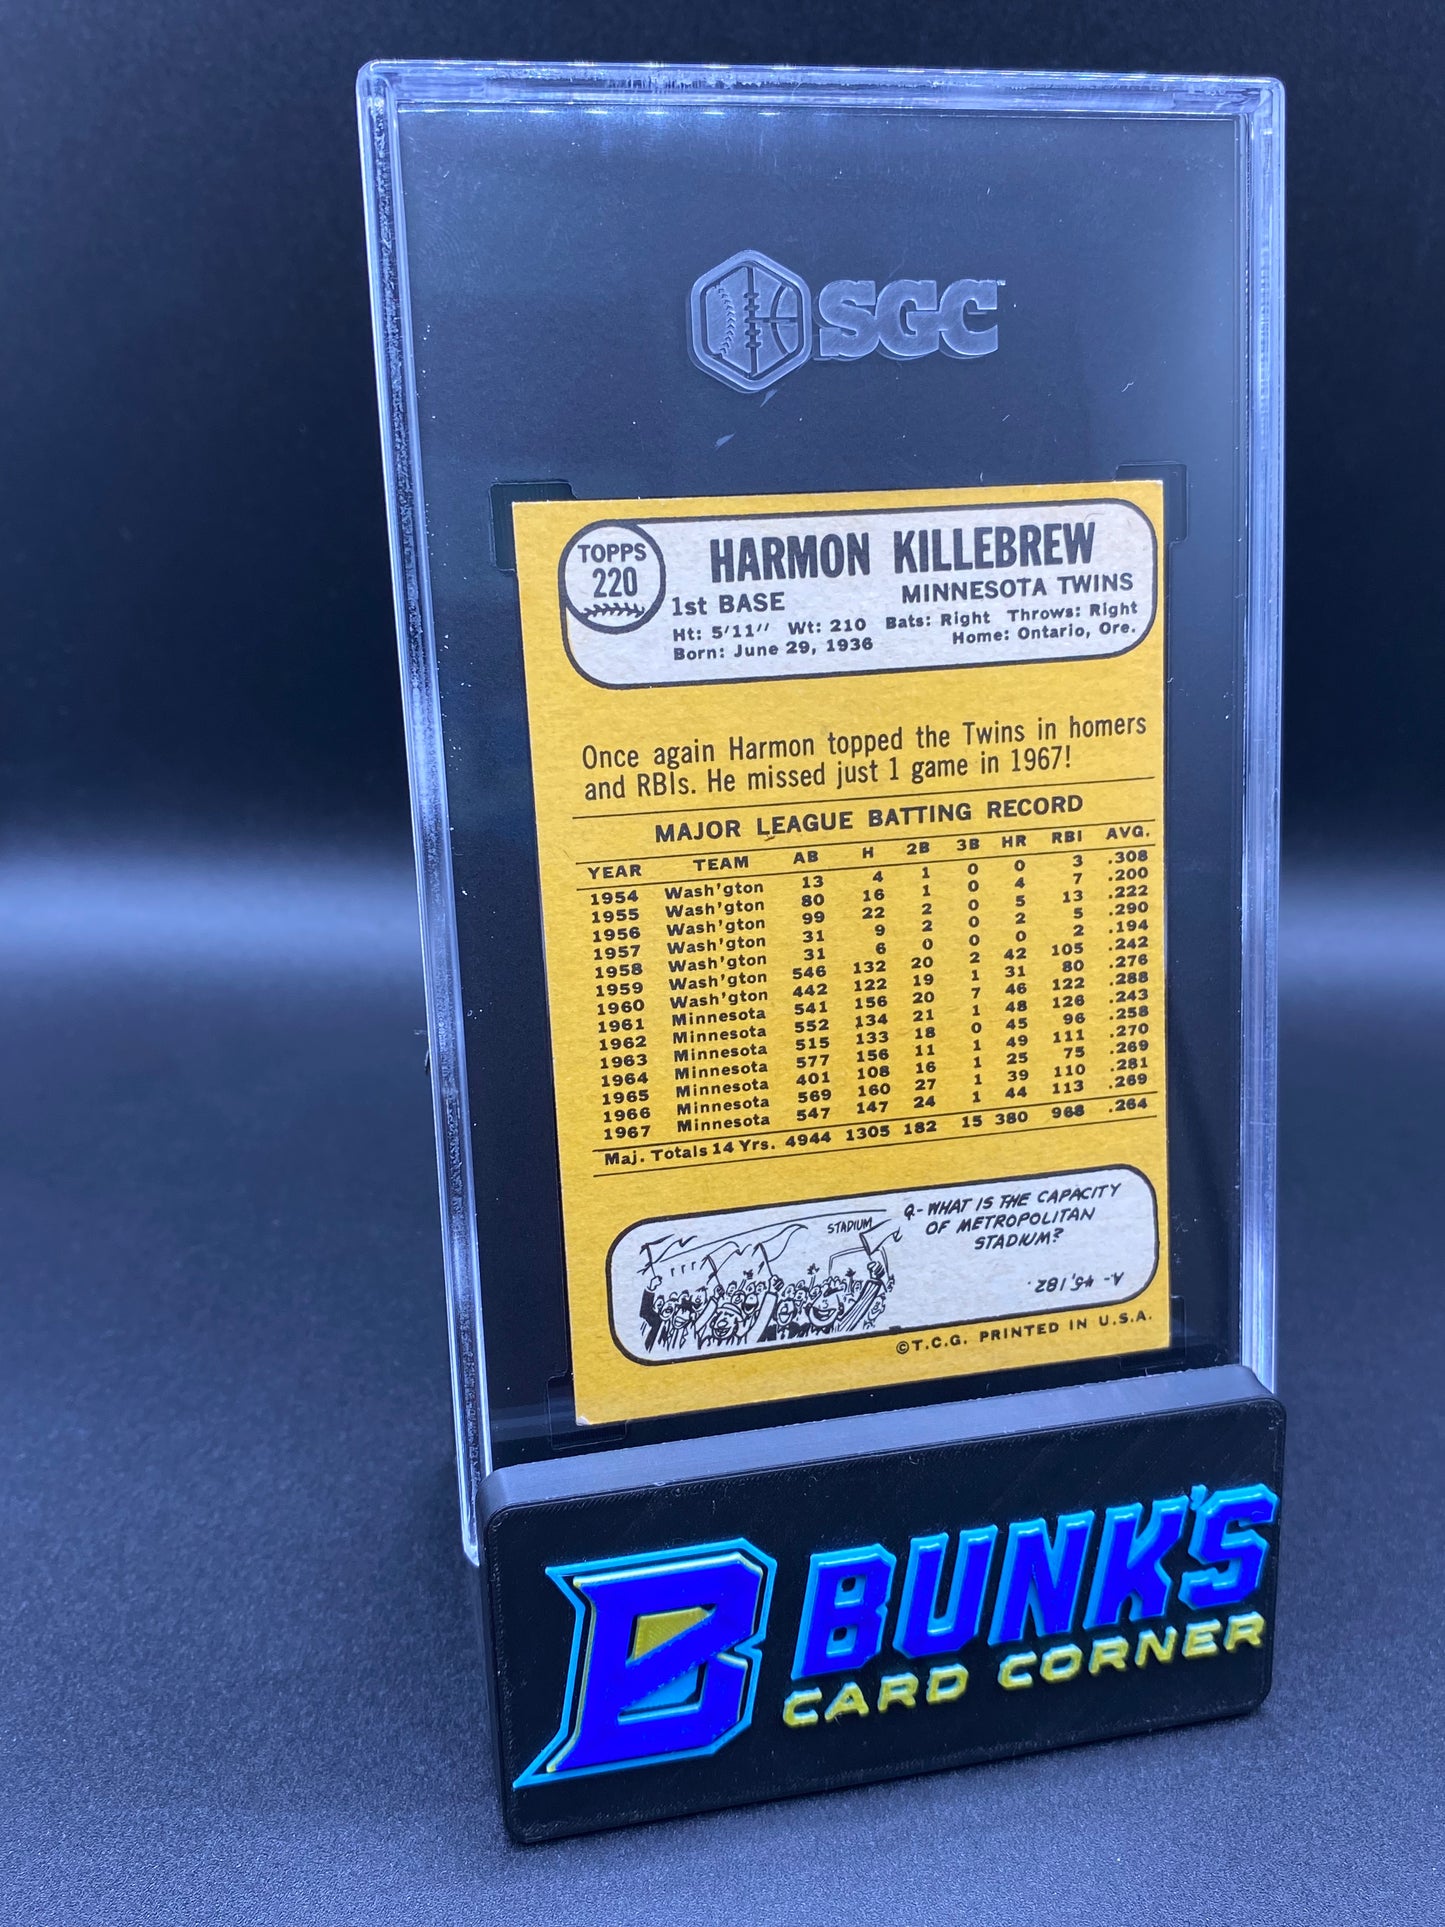 SGC
TOPPS
220
HARMON KILLEBREW
1st BASE MINNESOTA TWINS
Ht: 5'11" Wt: 210 Bats: Right Throws: Right
Born: June 29, 1936 Home: Ontario, Ore.
Once again Harmon topped the Twins in homers
and RBIs. He missed just 1 game in 1967!
MAJOR LEAGUE BATTING RECORD
YEAR TEAM AB H 2B 3B HR RBI AVG.
1954 Wash'gton 13 4 1 0 0 3 .308
1955 Wash'gton 80 16 1 0 4 7 .200
1956 Wash'gton 99 22 2 0 5 13 .222
1957 Wash'gton 31 9 2 0 2 5 .290
1958 Wash'gton 31 6 0 0 0 2 .194
1959 Wash'gton 546 132 20 2 42 105 .242
1960 Wash'gton 442 122 19 1 31 80 .276
1961 Minnesota 541 156 20 7 46 122 .288
1962 Minnesota 552 134 21 1 48 126 .243
1963 Minnesota 515 133 18 0 45 96 .258
1964 Minnesota 577 156 11 1 49 111 .270
1965 Minnesota 401 108 16 1 25 75 .269
1966 Minnesota 569 160 27 1 39 110 .281
1967 Minnesota 547 147 24 1 44 113 .269
Maj. Totals 14 Yrs. 4944 1305 182 15 380 968 .264
STADIUM
Q-WHAT IS THE CAPACITY
OF METROPOLITAN
STADIUM?
A- 45,182.
©T.C.G. PRINTED IN U.S.A.
B BUNK'S
CARD CORNER